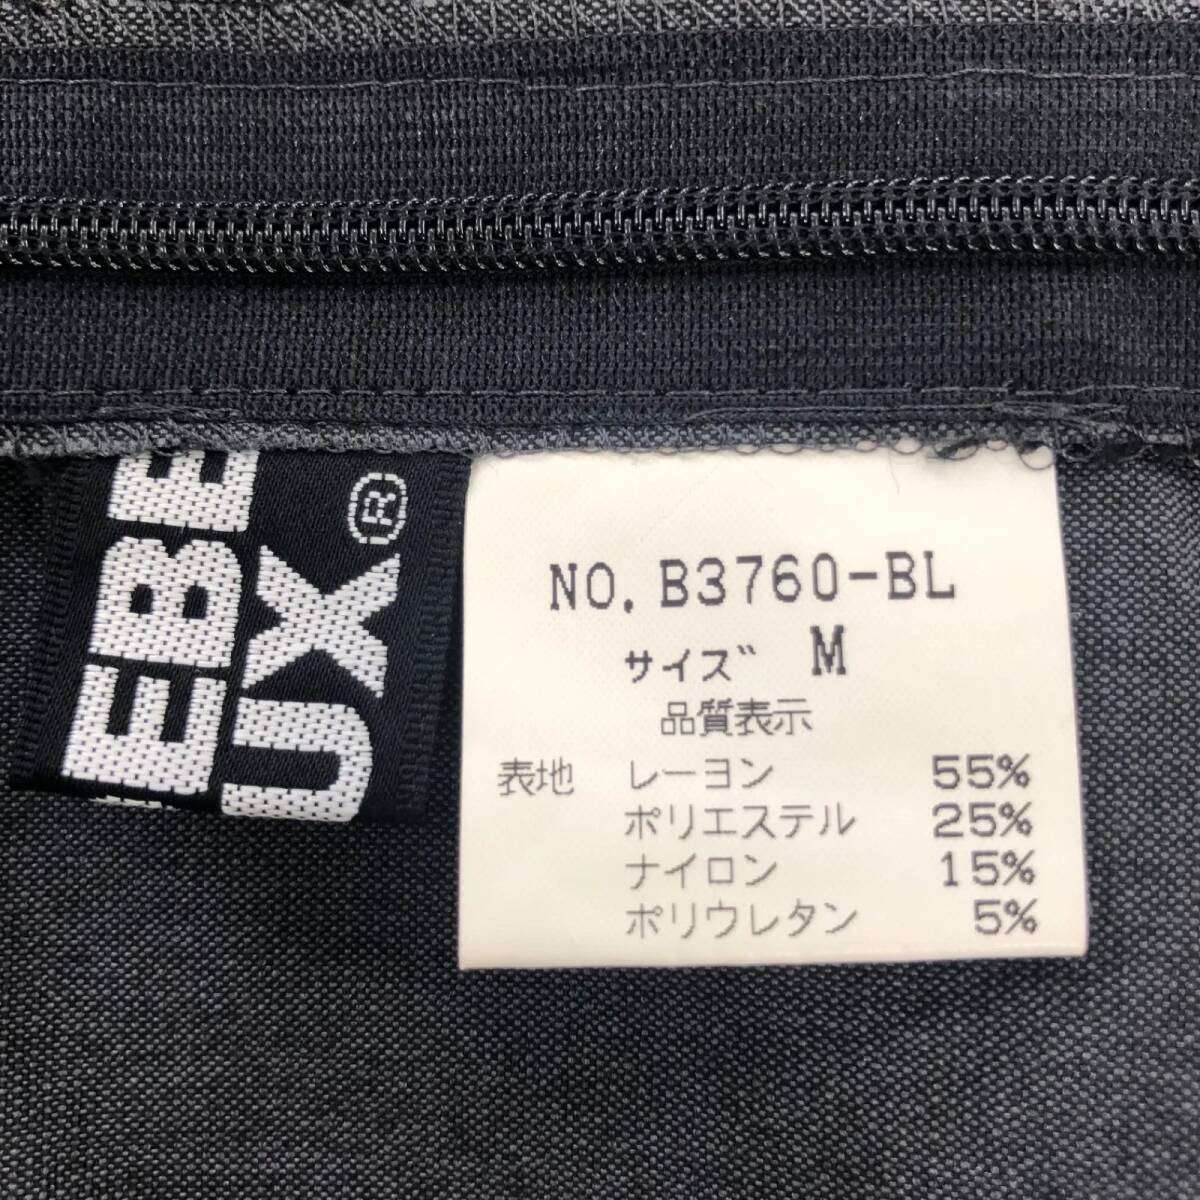 EBE
UX®
NO. B3760-BL
サイズ M
品質表示
表地 レーヨン 55%
ポリエステル 25%
ナイロン 15%
ポリウレタン 5%